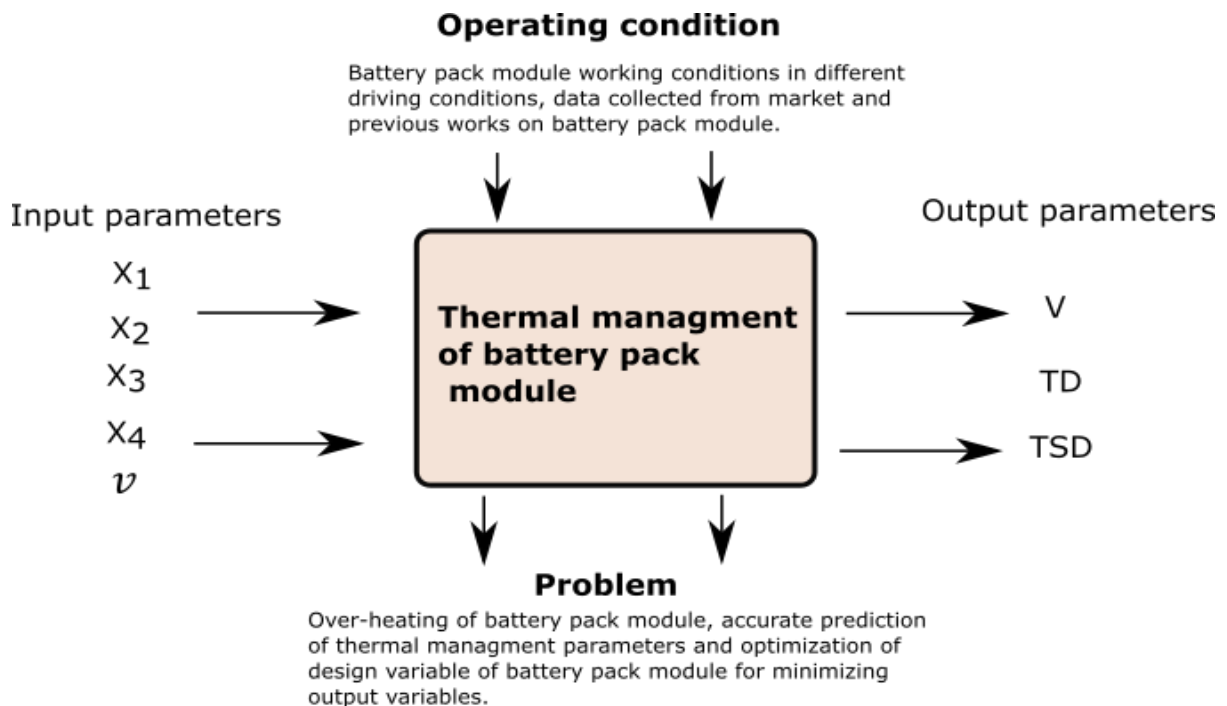 Operating condition
Battery pack module working conditions in different
driving conditions, data collected from market and
previous works on battery pack module.
Input parameters
X1
X2
X3
X4
v
Thermal managment
of battery pack
module
Output parameters
V
TD
TSD
Problem
Over-heating of battery pack module, accurate prediction
of thermal managment parameters and optimization of
design variable of battery pack module for minimizing
output variables.